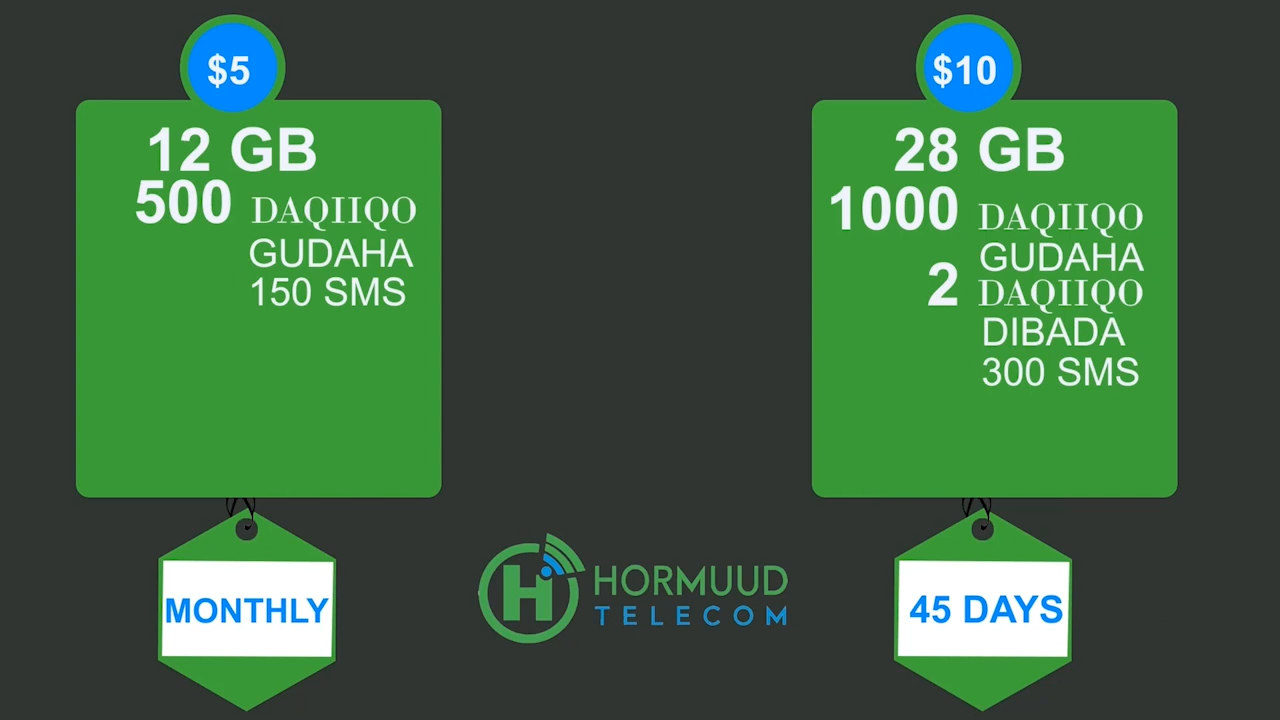 $5
12 GB
500 DAQIIQO
GUDAHA
150 SMS
MONTHLY
$10
28 GB
1000 DAQIIQO
GUDAHA
2 DAQIIQO
DIBADA
300 SMS
45 DAYS
HORMUUD
TELECOM